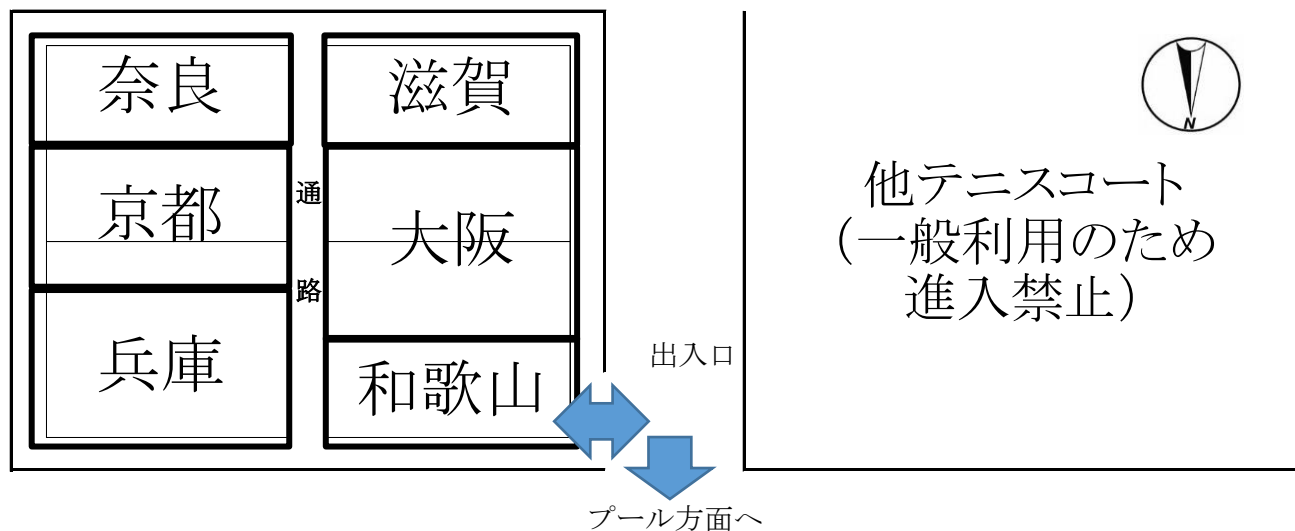 奈良
滋賀
京都
通
大阪
路
兵庫
和歌山
出入口
N
他テニスコート
（一般利用のため
進入禁止）
プール方面へ